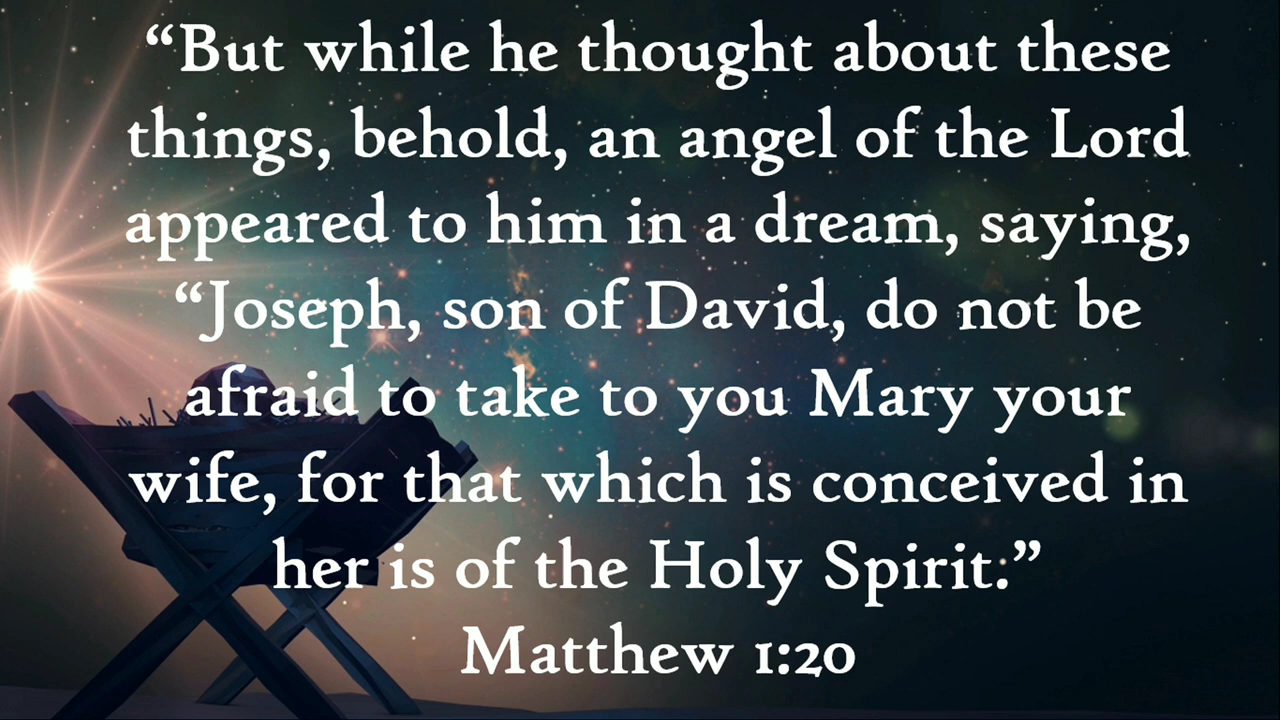 “But while he thought about these
things, behold, an angel of the Lord
appeared to him in a dream, saying,
“Joseph, son of David, do not be
afraid to take to you Mary your
wife, for that which is conceived in
her is of the Holy Spirit.”
Matthew 1:20